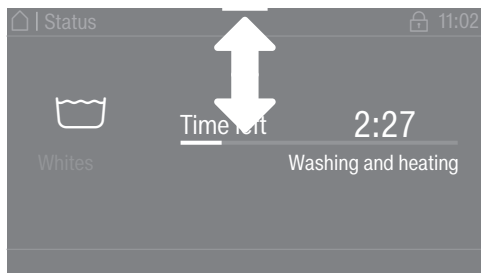 | Status 11:02
Time left 2:27
Whites Washing and heating